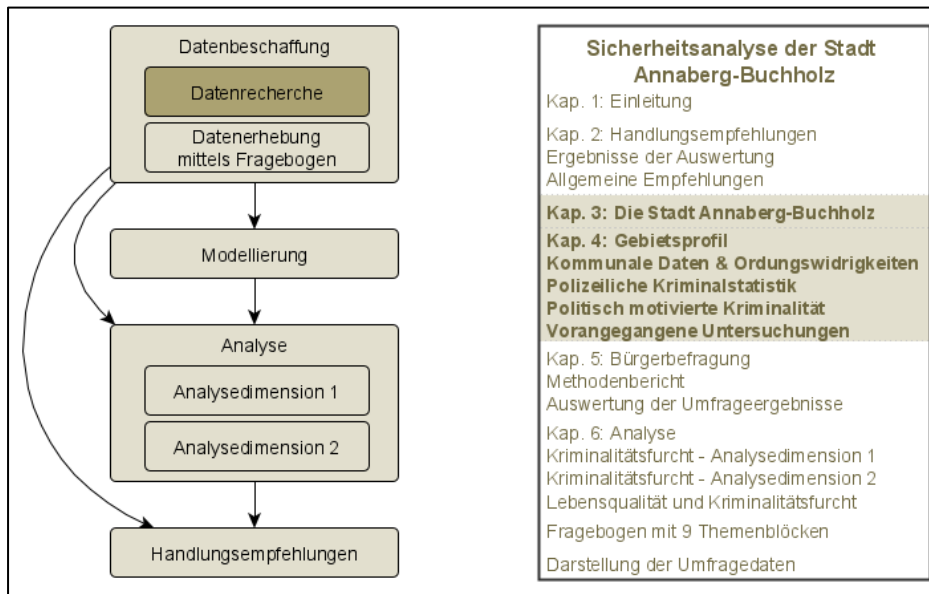 Datenbeschaffung
Datenrecherche
Datenerhebung
mittels Fragebogen
Modellierung
Analyse
Analysedimension 1
Analysedimension 2
Handlungsempfehlungen
Sicherheitsanalyse der Stadt
Annaberg-Buchholz
Kap. 1: Einleitung
Kap. 2: Handlungsempfehlungen
Ergebnisse der Auswertung
Allgemeine Empfehlungen
Kap. 3: Die Stadt Annaberg-Buchholz
Kap. 4: Gebietsprofil
Kommunale Daten & Ordungswidrigkeiten
Polizeiliche Kriminalstatistik
Politisch motivierte Kriminalität
Vorangegangene Untersuchungen
Kap. 5: Bürgerbefragung
Methodenbericht
Auswertung der Umfrageergebnisse
Kap. 6: Analyse
Kriminalitätsfurcht - Analysedimension 1
Kriminalitätsfurcht - Analysedimension 2
Lebensqualität und Kriminalitätsfurcht
Fragebogen mit 9 Themenblöcken
Darstellung der Umfragedaten